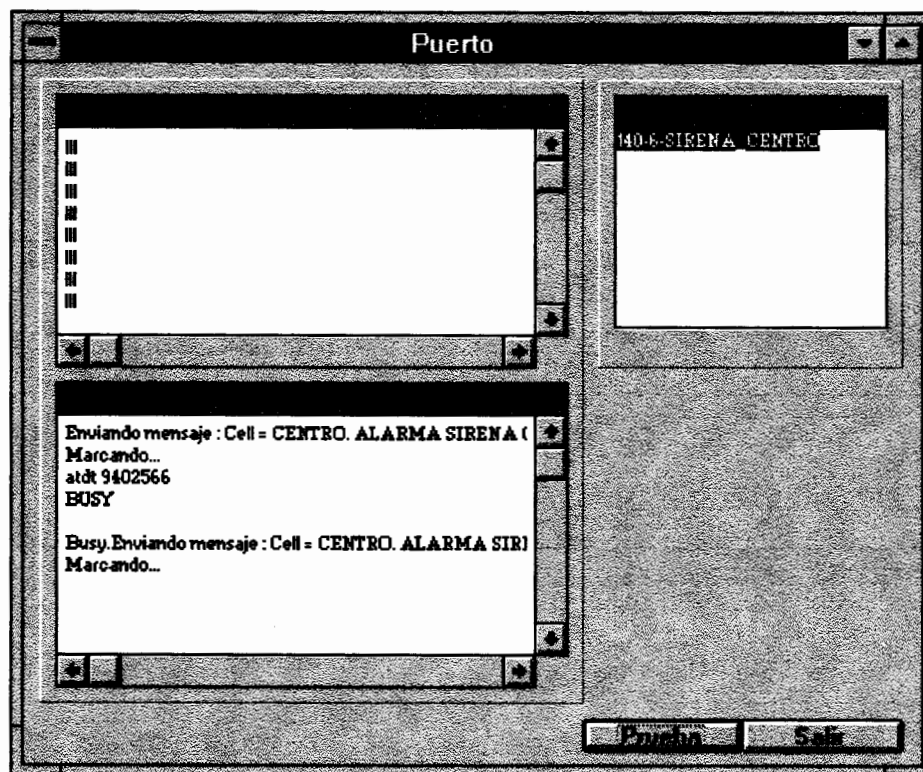 Puerto
140-6-SIRENA_CENTRO
Enviando mensaje : Cell = CENTRO. ALARMA SIRENA (
Marcando...
atdt 9402566
BUSY
Busy.Enviando mensaje : Cell = CENTRO. ALARMA SIRI
Marcando...
Prueba
Salir